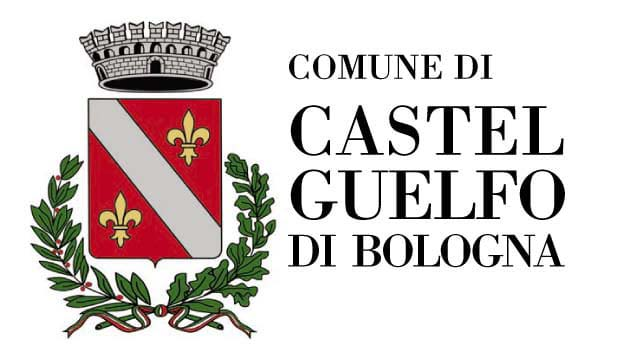 COMUNE DI
CASTEL
GUELFO
DI BOLOGNA